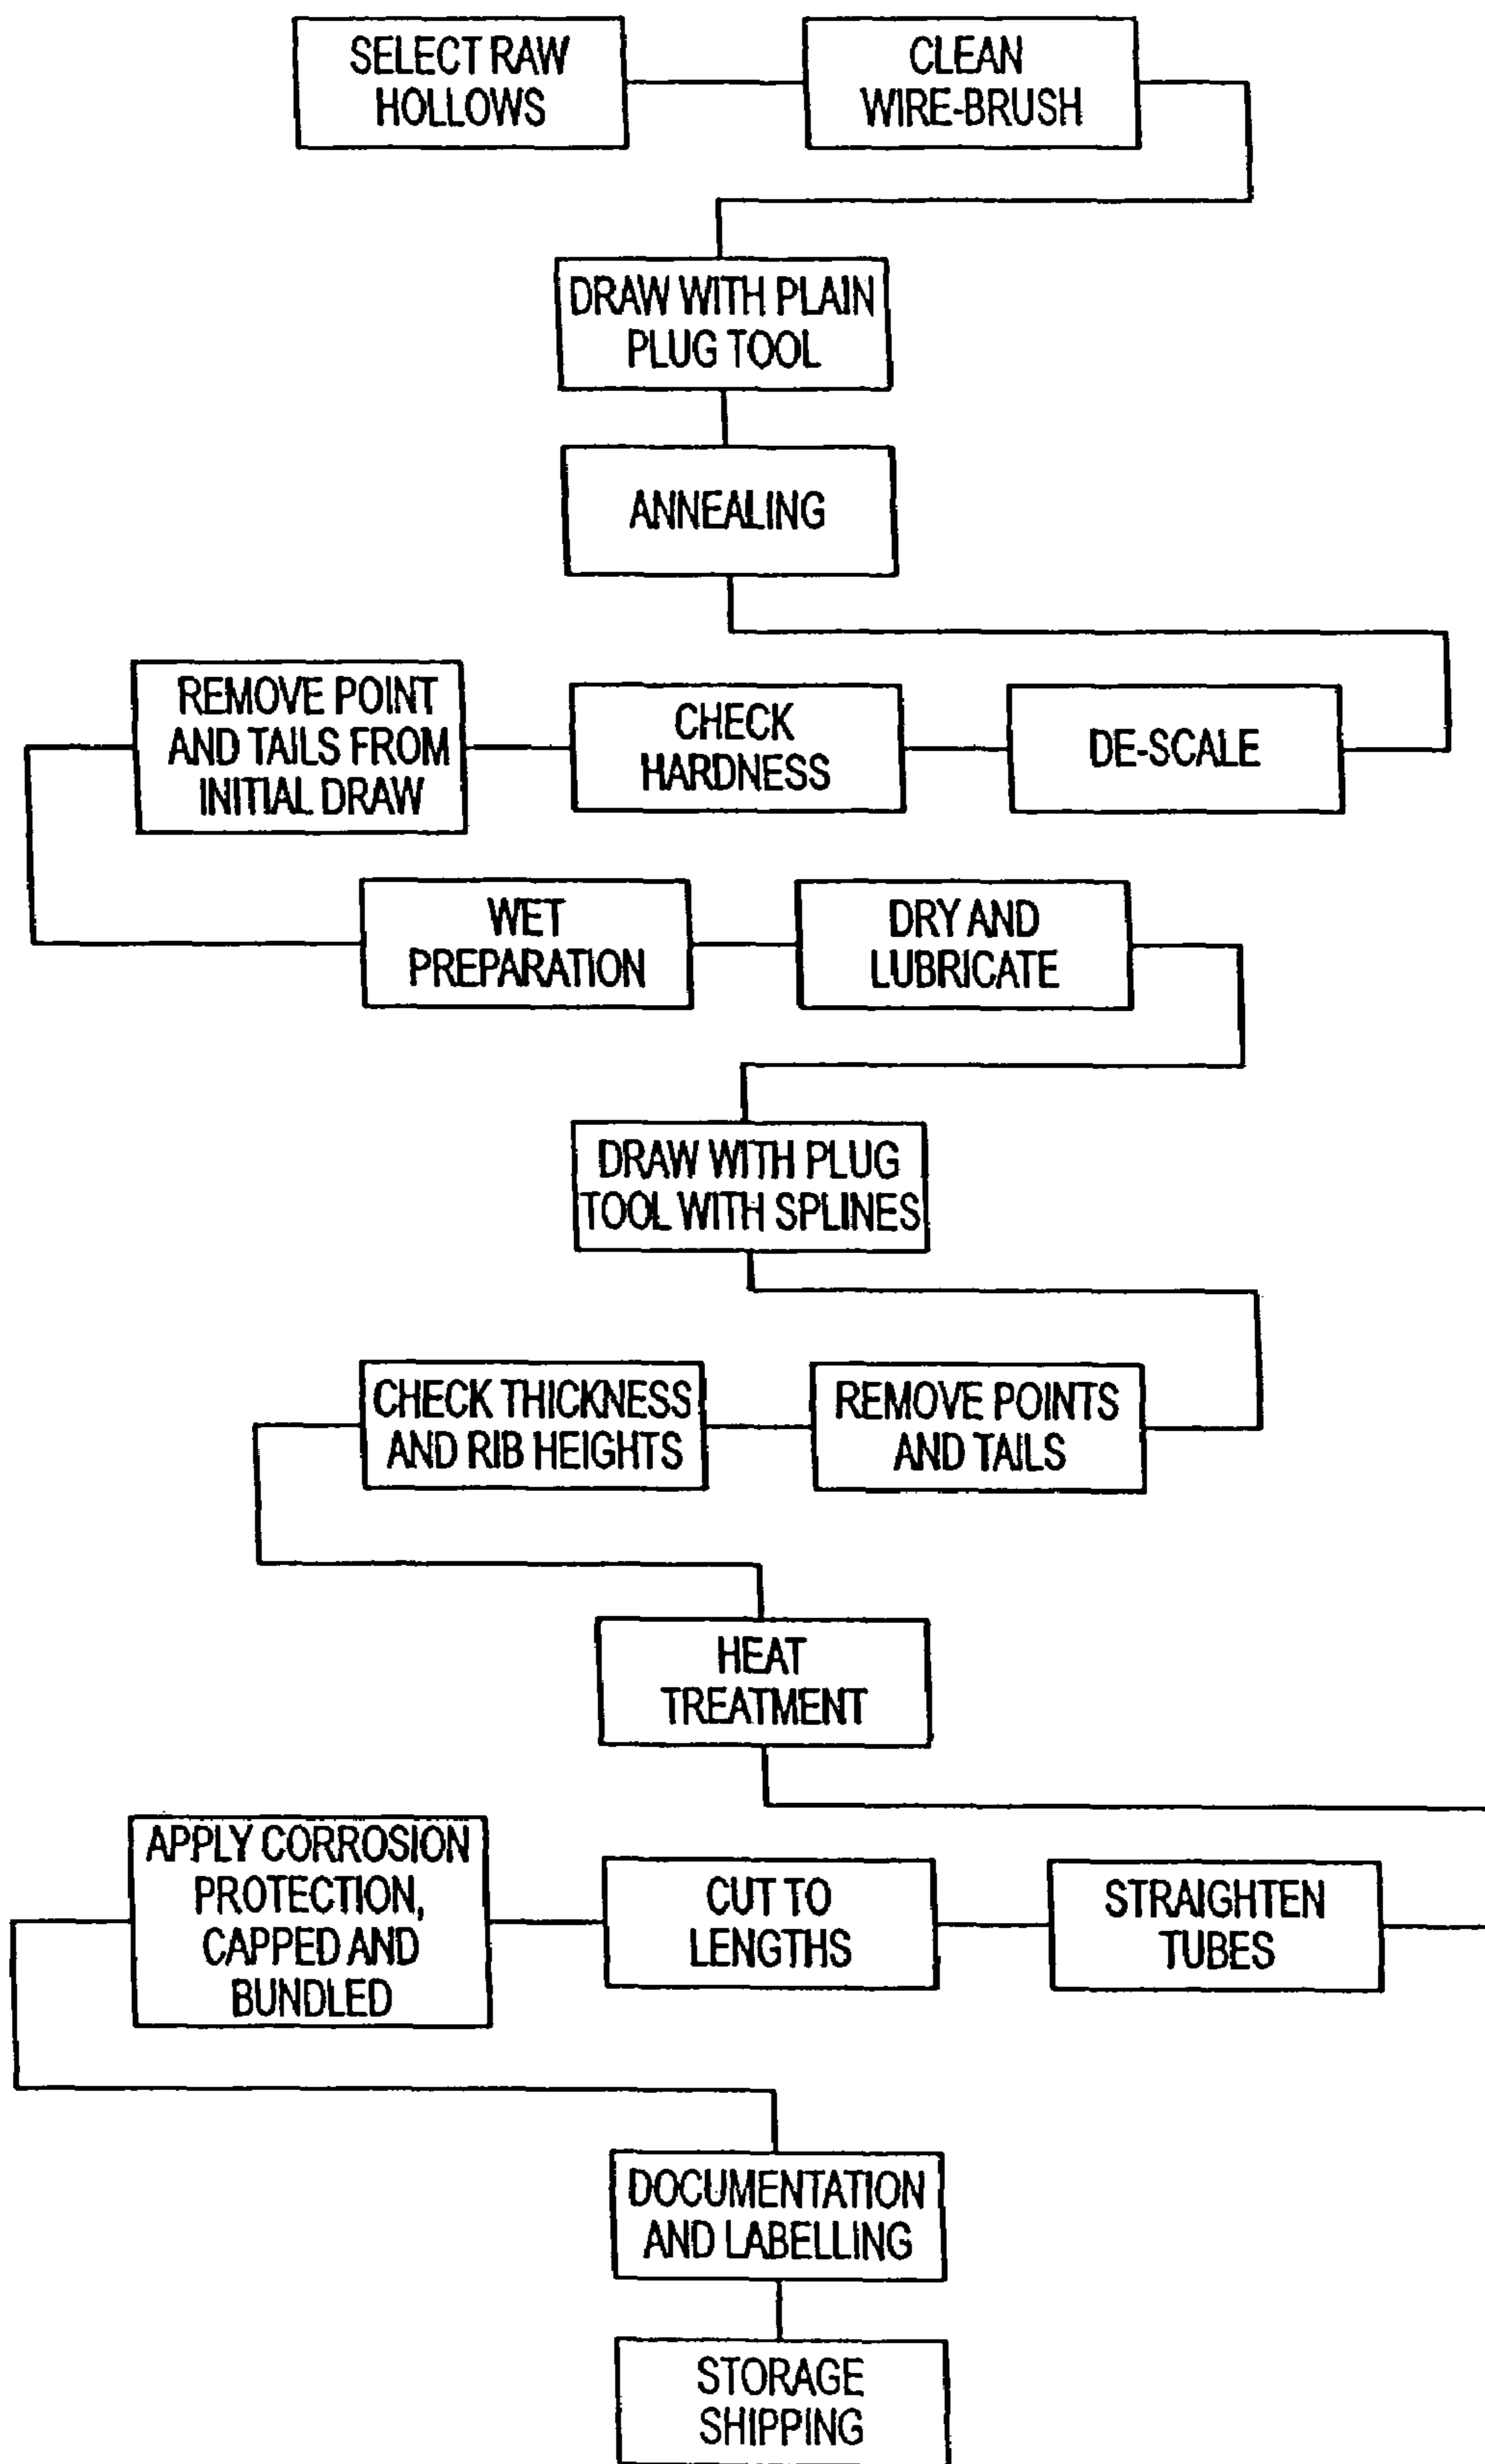 SELECT RAW
HOLLOWS
CLEAN
WIRE-BRUSH
DRAW WITH PLAIN
PLUG TOOL
ANNEALING
REMOVE POINT
AND TAILS FROM
INITIAL DRAW
CHECK
HARDNESS
DE-SCALE
WET
PREPARATION
DRY AND
LUBRICATE
DRAW WITH PLUG
TOOL WITH SPLINES
CHECK THICKNESS
AND RIB HEIGHTS
REMOVE POINTS
AND TAILS
HEAT
TREATMENT
APPLY CORROSION
PROTECTION,
CAPPED AND
BUNDLED
CUT TO
LENGTHS
STRAIGHTEN
TUBES
DOCUMENTATION
AND LABELLING
STORAGE
SHIPPING